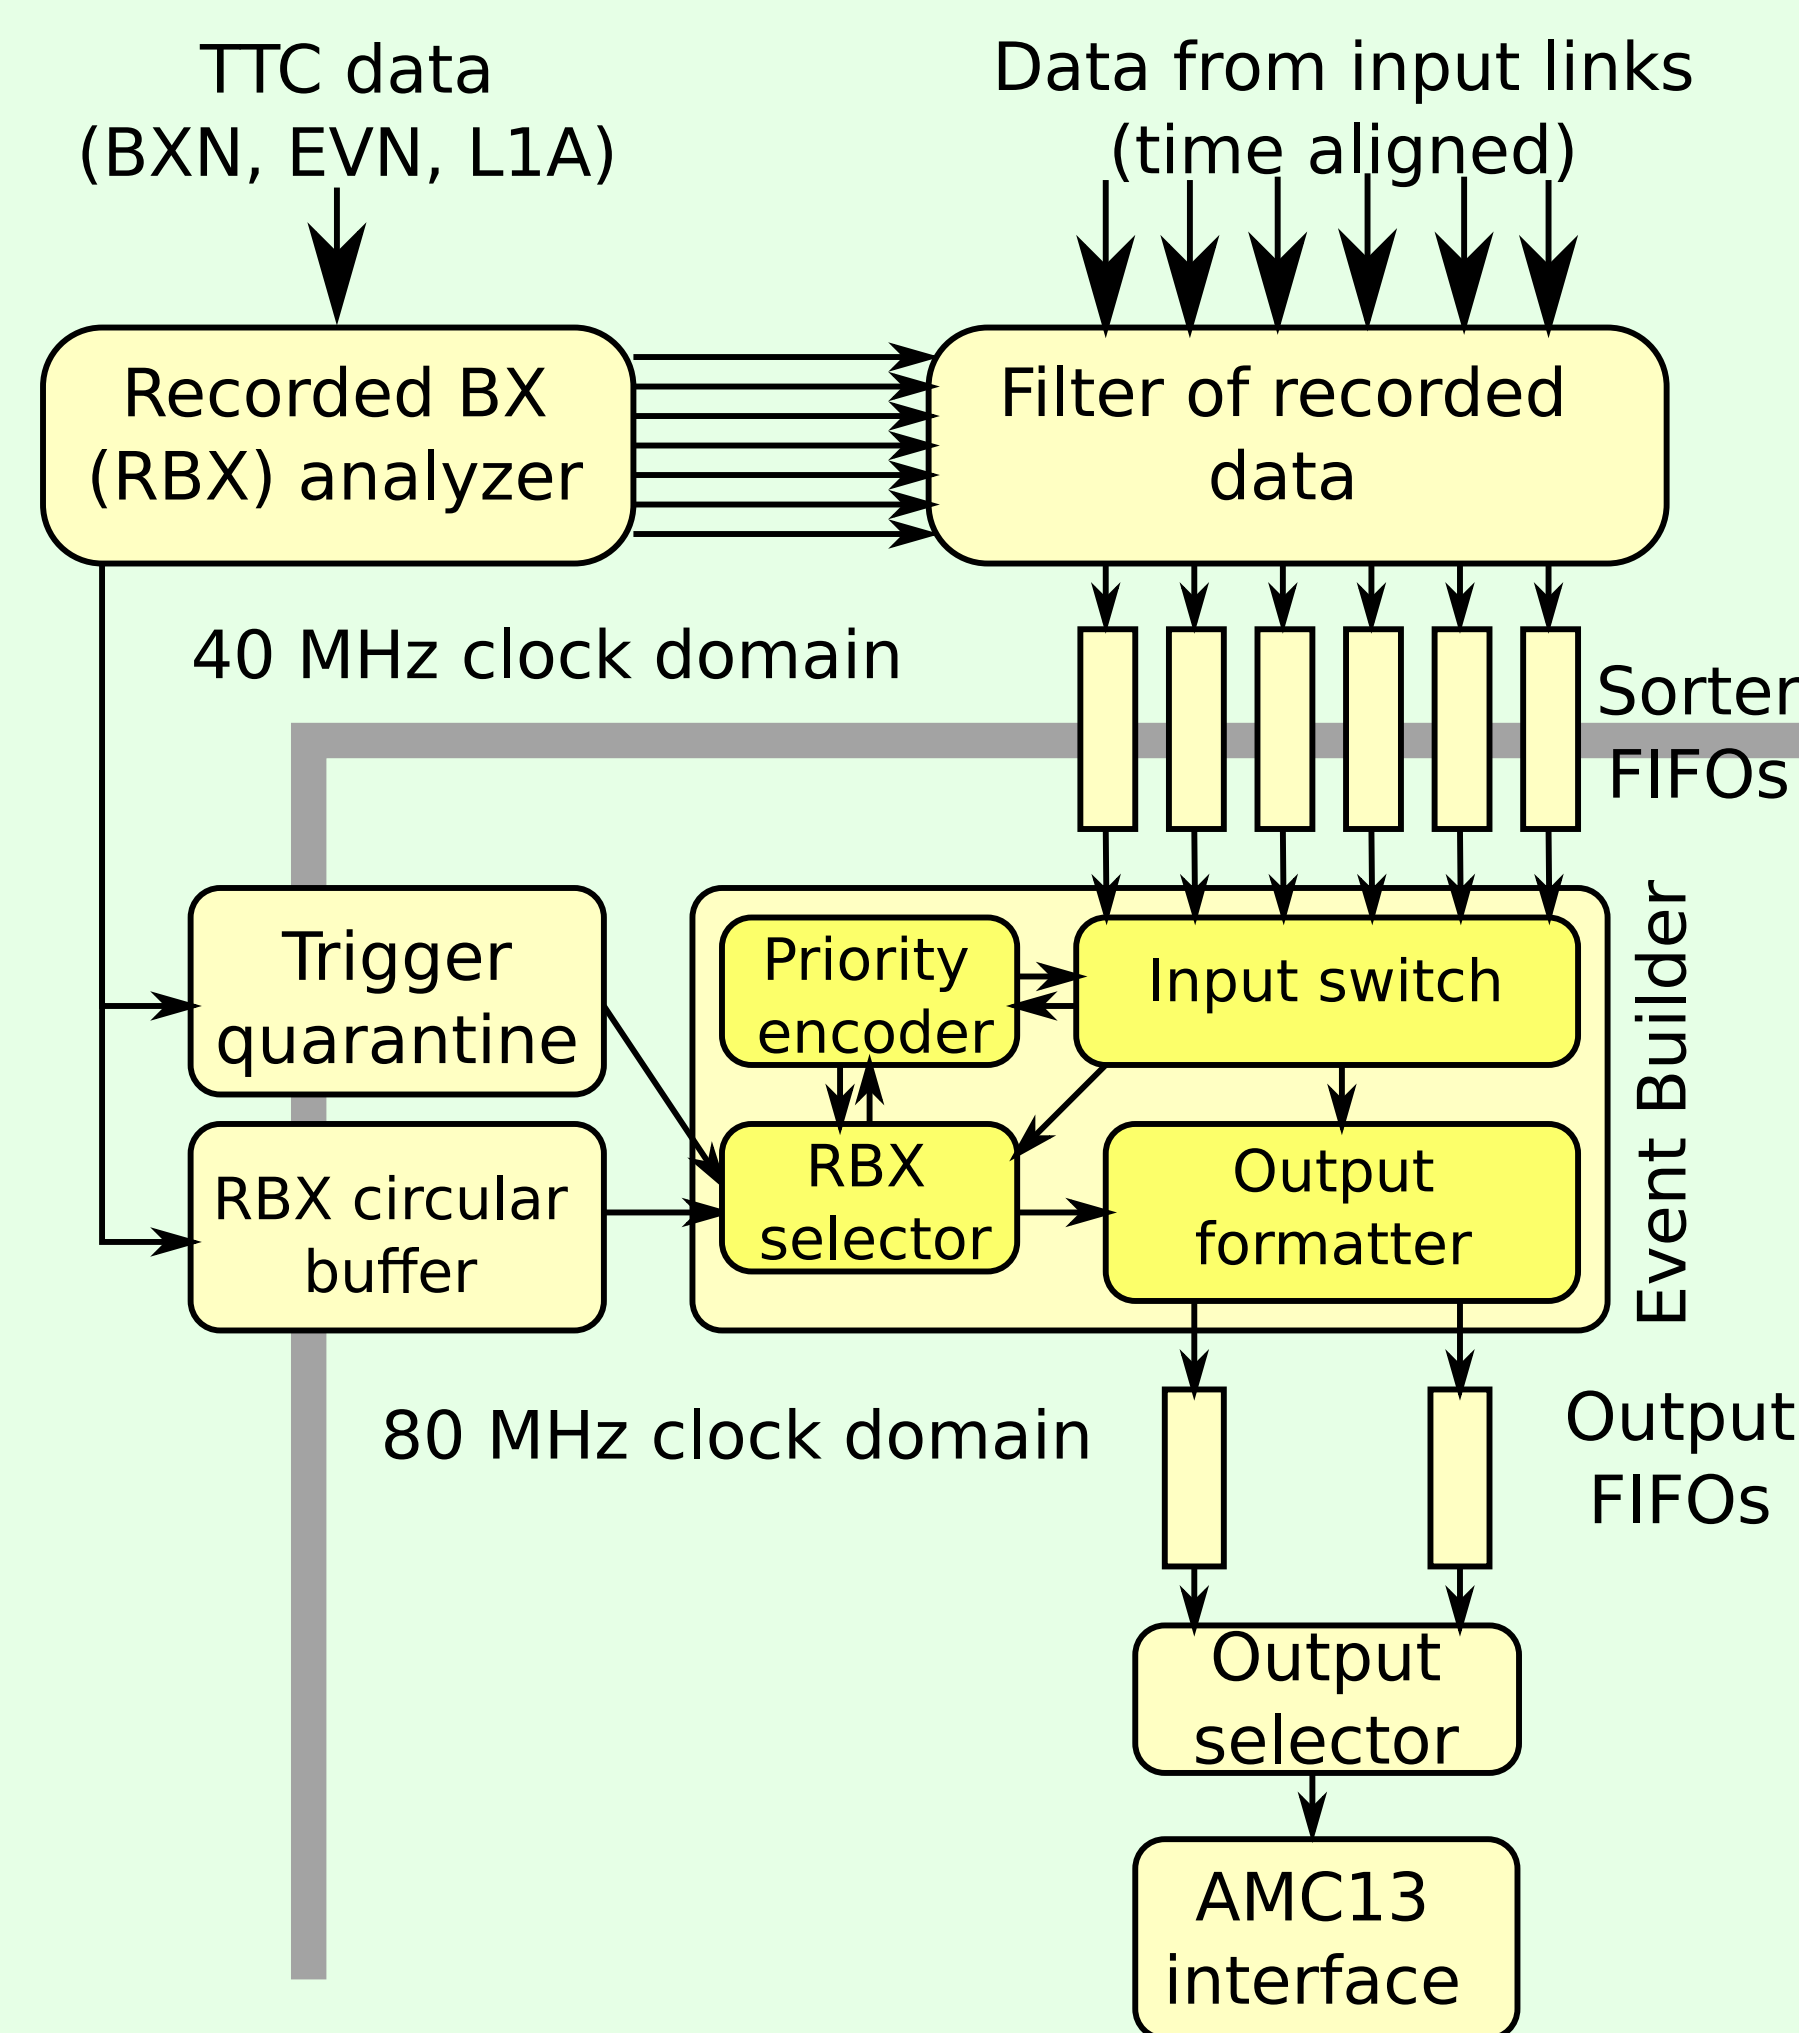 TTC data
(BXN, EVN, L1A)
Data from input links
(time aligned)
Recorded BX
(RBX) analyzer
Filter of recorded
data
40 MHz clock domain
Sorter
FIFOs
Trigger
quarantine
Priority
encoder
Input switch
Event Builder
RBX circular
buffer
RBX
selector
Output
formatter
80 MHz clock domain
Output
FIFOs
Output
selector
AMC13
interface